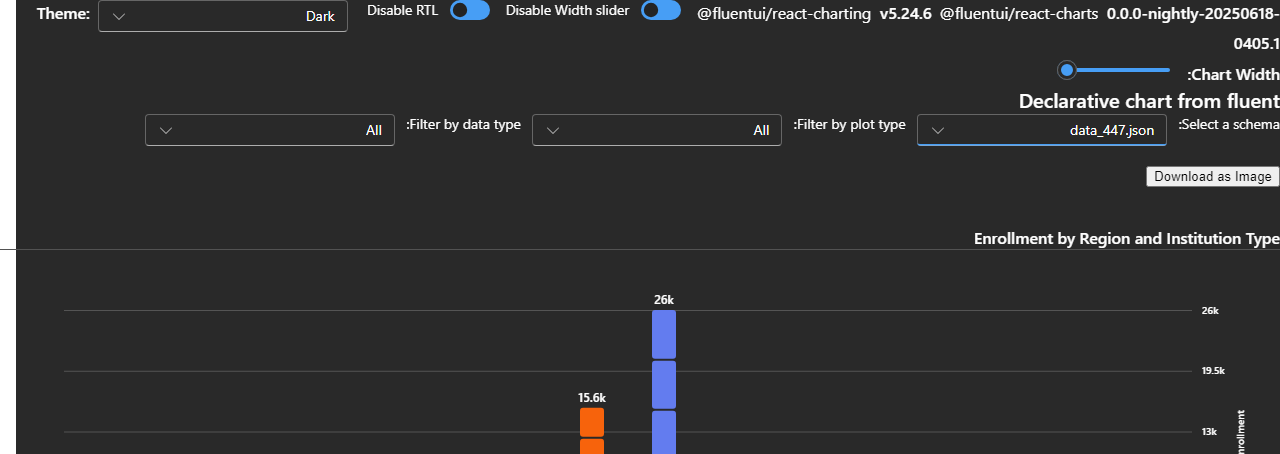 Theme:
Dark
Disable RTL
Disable Width slider
@fluentui/react-charting v5.24.6 @fluentui/react-charts 0.0.0-nightly-20250618-
0405.1
:Chart Width
Declarative chart from fluent
:Select a schema
data_447.json
:Filter by plot type
All
:Filter by data type
All
Download as Image
Enrollment by Region and Institution Type
26k
26k
19.5k
15.6k
13k